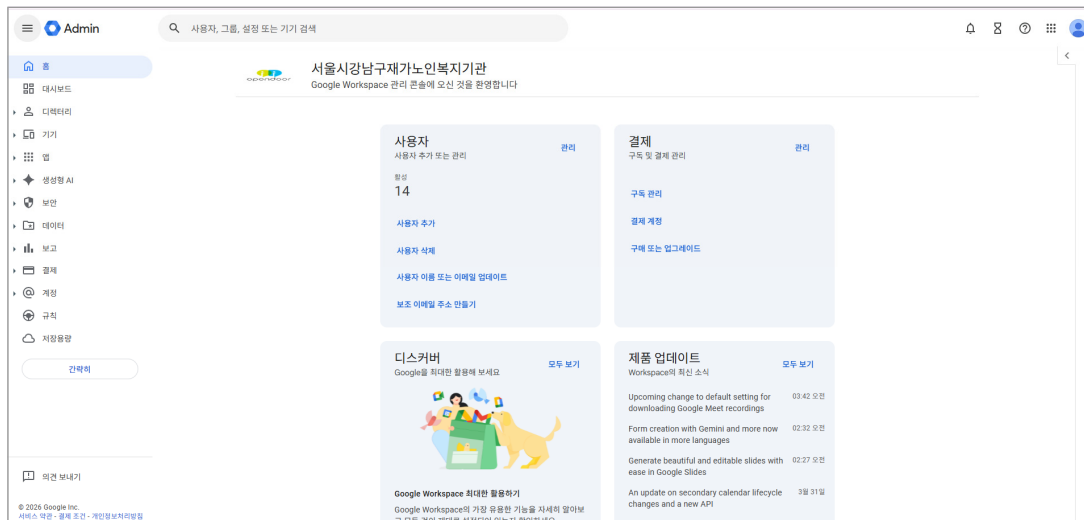 Admin
사용자, 그룹, 설정 또는 기기 검색
홈
대시보드
디렉터리
기기
앱
생성형 AI
보안
데이터
보고
결제
계정
규칙
저장용량
간략히
의견 보내기
© 2026 Google Inc.
서비스 약관 - 결제 조건 - 개인정보처리방침
opendoor
서울시강남구재가노인복지기관
Google Workspace 관리 콘솔에 오신 것을 환영합니다
사용자
관리
사용자 추가 또는 관리
활성
14
사용자 추가
사용자 삭제
사용자 이름 또는 이메일 업데이트
보조 이메일 주소 만들기
결제
관리
구독 및 결제 관리
구독 관리
결제 계정
구매 또는 업그레이드
디스커버
모두 보기
Google을 최대한 활용해 보세요
Google Workspace 최대한 활용하기
Google Workspace의 가장 유용한 기능을 자세히 알아보
제품 업데이트
모두 보기
Workspace의 최신 소식
Upcoming change to default setting for 03:42 오전
downloading Google Meet recordings
Form creation with Gemini and more now 02:32 오전
available in more languages
Generate beautiful and editable slides with 02:27 오전
ease in Google Slides
An update on secondary calendar lifecycle 3월 31일
changes and a new API